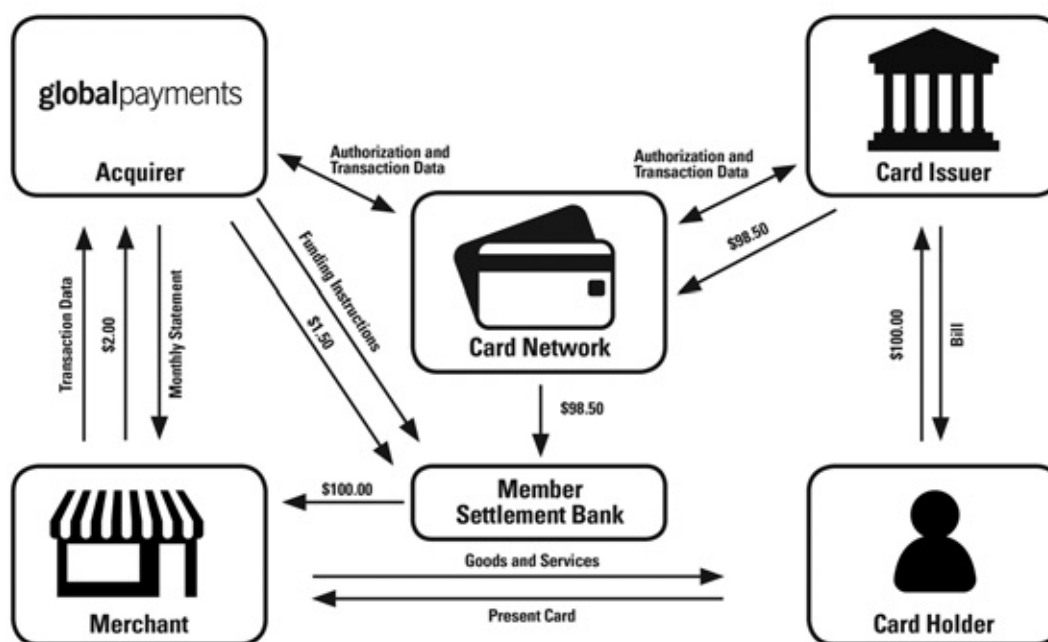 globalpayments
Acquirer
Card Issuer
Authorization and
Transaction Data
Authorization and
Transaction Data
$98.50
Card Network
Funding Instructions
$1.50
Transaction Data
$2.00
Monthly Statement
$100.00
Bill
$98.50
Member
Settlement Bank
$100.00
Goods and Services
Present Card
Merchant
Card Holder